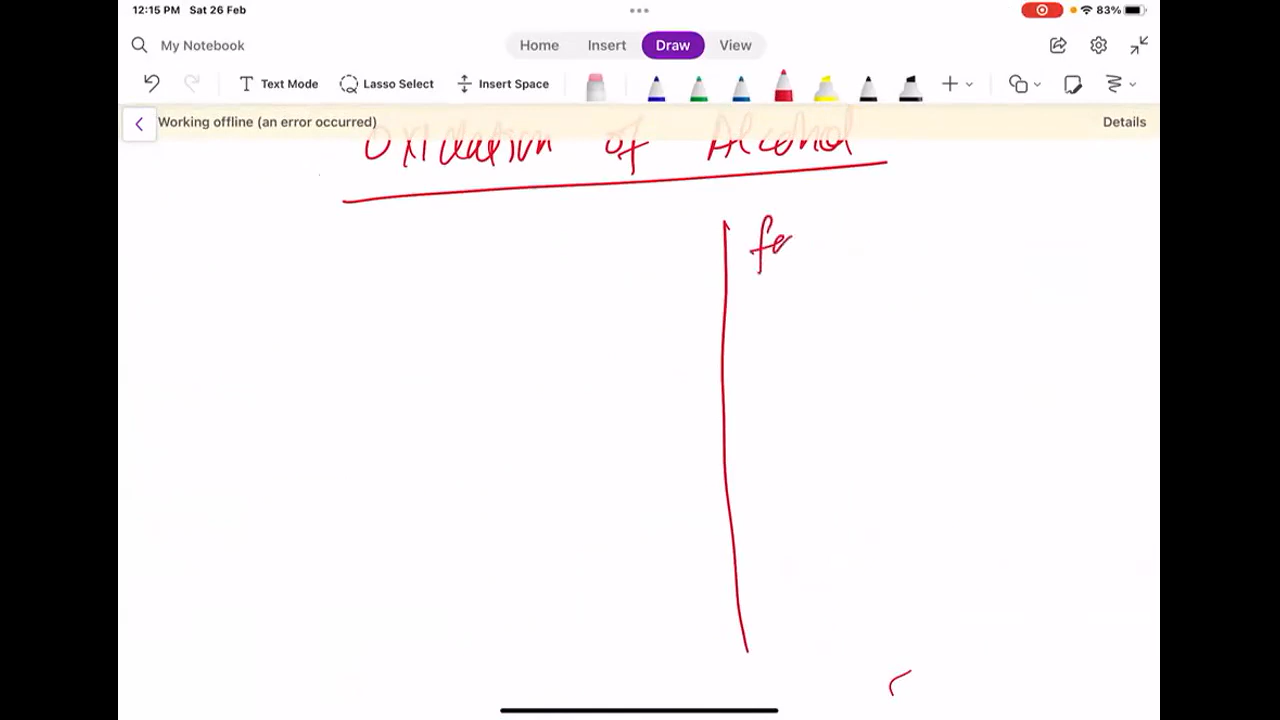 12:15 PM Sat 26 Feb
83%
My Notebook
Home Insert Draw View
Text Mode Lasso Select Insert Space
Working offline (an error occurred) Details
Oxidation of Alcohol
fe